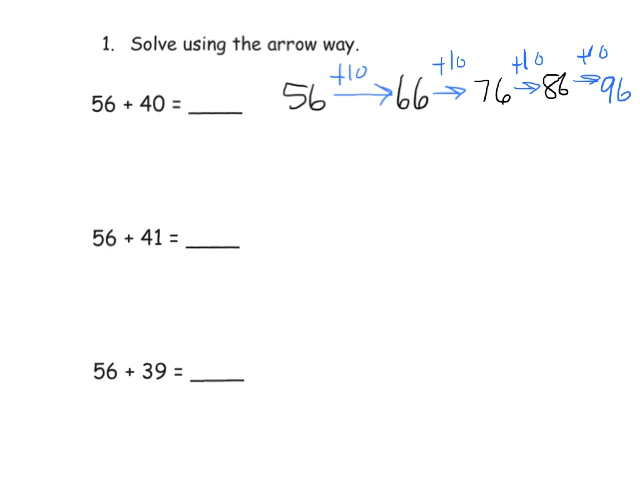 1. Solve using the arrow way.
+10 +10 +10 +10
56 + 40 = _____ 56 → 66 → 76 → 86 → 96
56 + 41 = _____
56 + 39 = _____